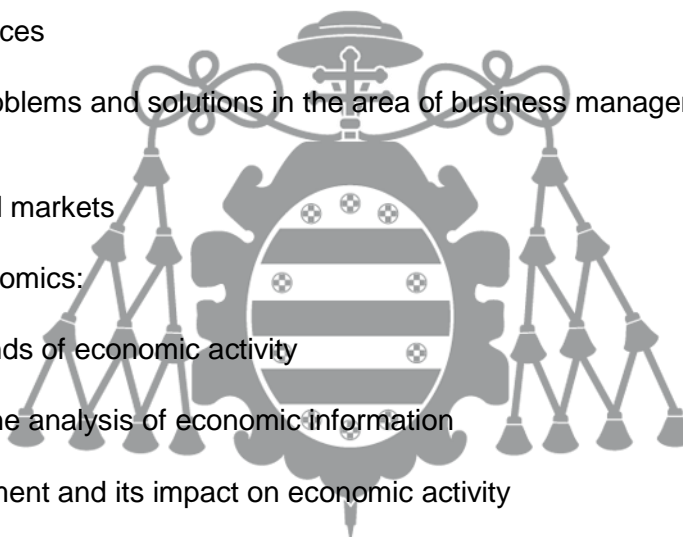 ces
oblems and solutions in the area of business manager
l markets
omics:
nds of economic activity
ne analysis of economic information
ment and its impact on economic activity